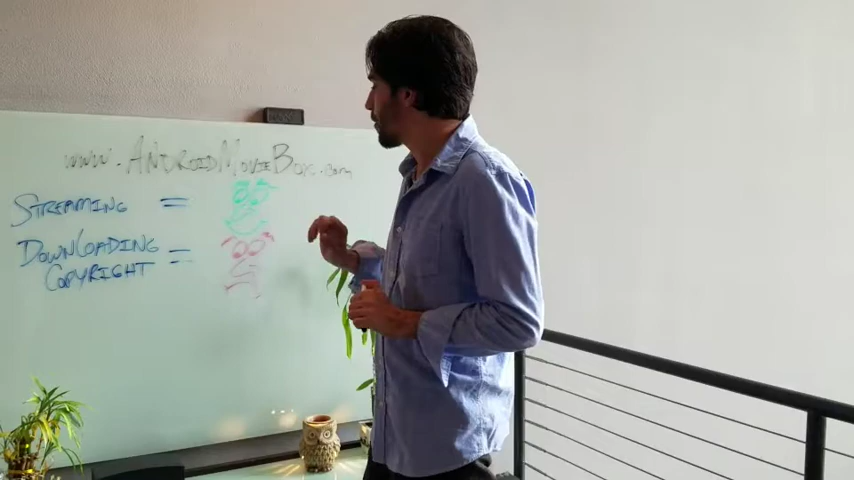 www.AndroidMovieBox.com
STREAMING =
DOWNLOADING =
COPYRIGHT